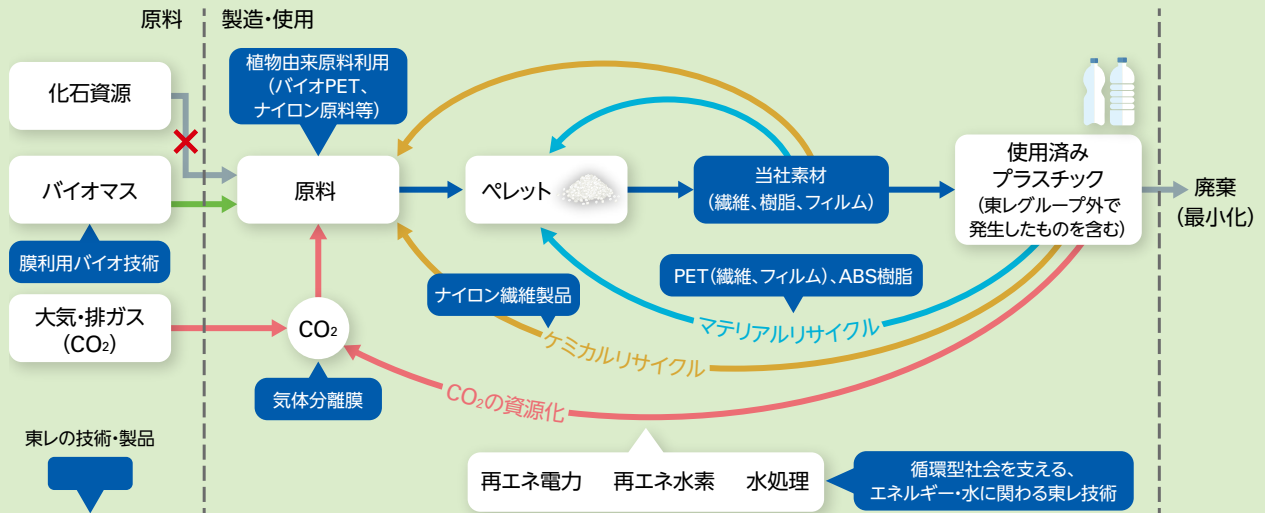 原料
製造・使用
化石資源
植物由来原料利用
（バイオPET、
ナイロン原料等）
バイオマス
膜利用バイオ技術
原料
ペレット
当社素材
（繊維、樹脂、フィルム）
使用済み
プラスチック
（東レグループ外で
発生したものを含む）
廃棄
（最小化）
大気・排ガス
（CO₂）
CO₂
気体分離膜
ナイロン繊維製品
PET（繊維、フィルム）、ABS樹脂
マテリアルリサイクル
ケミカルリサイクル
CO₂の資源化
東レの技術・製品
再エネ電力 再エネ水素 水処理
循環型社会を支える、
エネルギー・水に関わる東レ技術